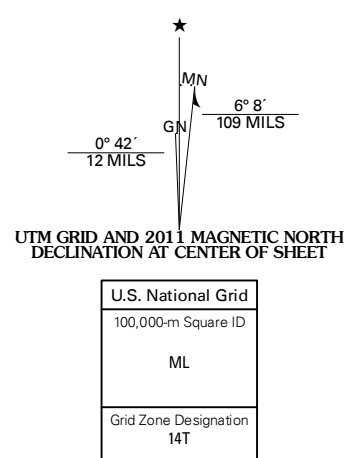 ★
MN
GN
6° 8´
109 MILS
0° 42´
12 MILS
UTM GRID AND 2011 MAGNETIC NORTH
DECLINATION AT CENTER OF SHEET
U.S. National Grid
100,000-m Square ID
ML
Grid Zone Designation
14T